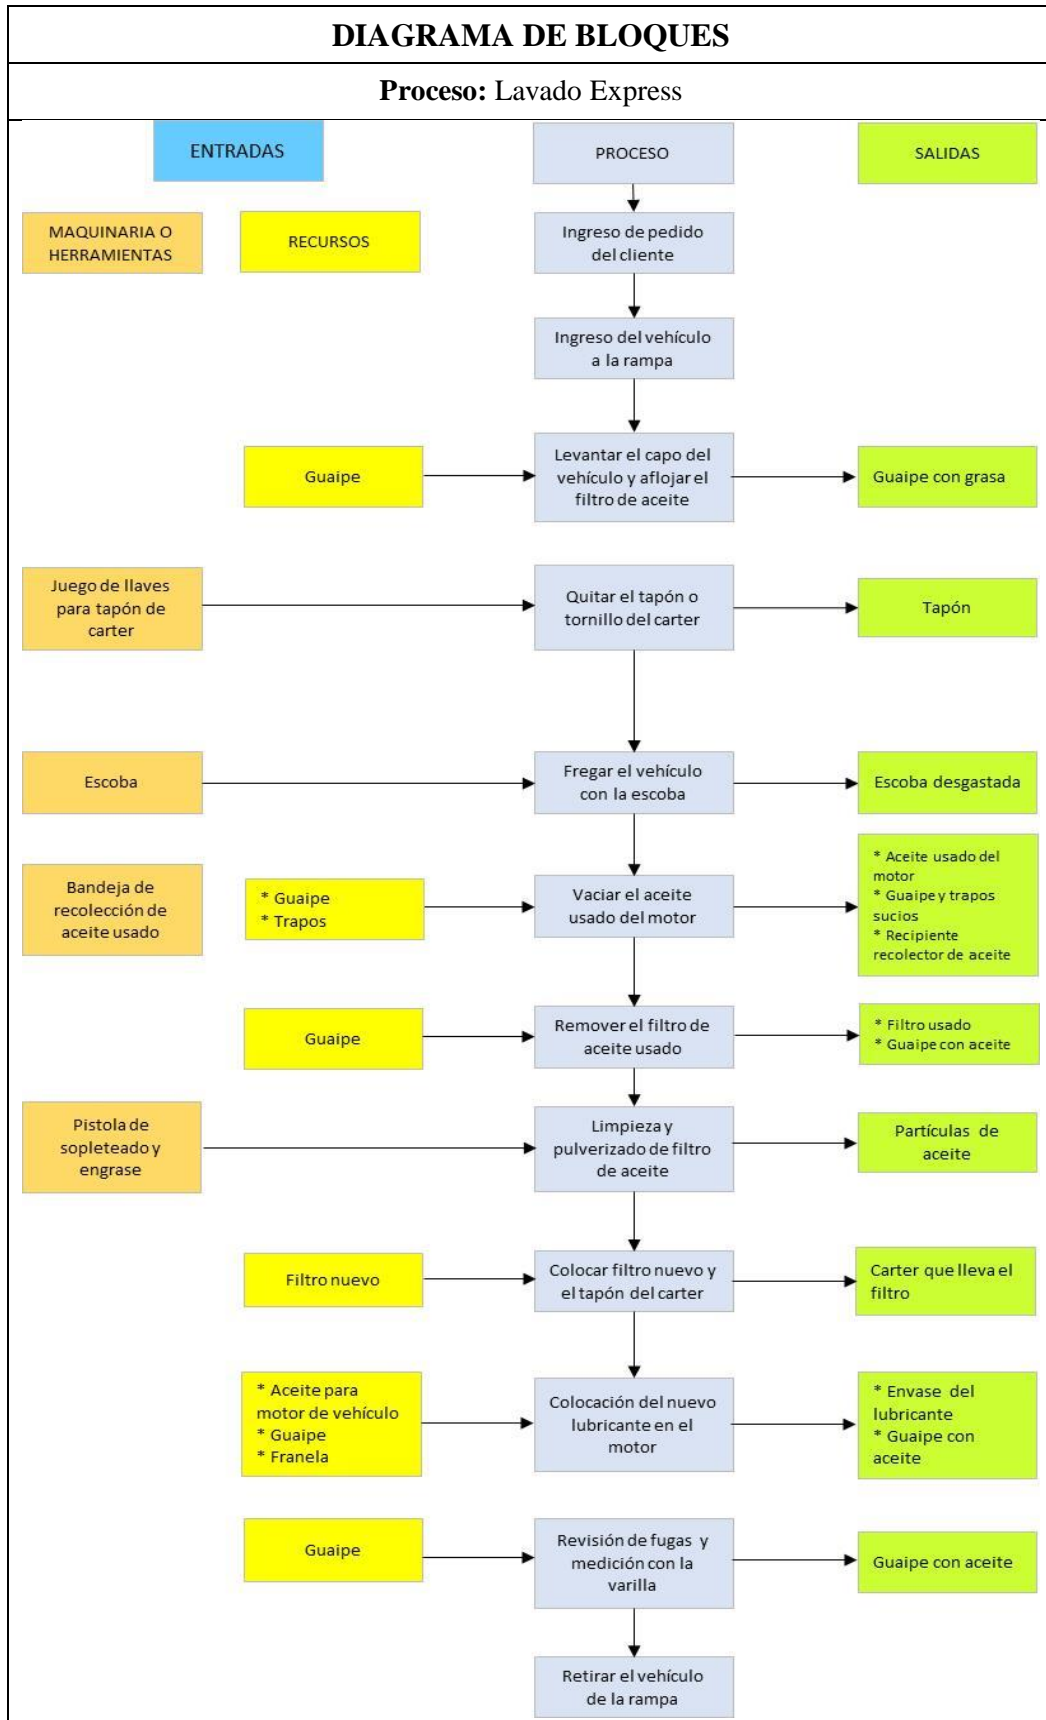 DIAGRAMA DE BLOQUES
Proceso: Lavado Express
ENTRADAS
PROCESO
SALIDAS
MAQUINARIA O
HERRAMIENTAS
RECURSOS
Ingreso de pedido
del cliente
Ingreso del vehículo
a la rampa
Guaipe
Levantar el capo del
vehículo y aflojar el
filtro de aceite
Guaipe con grasa
Juego de llaves
para tapón de
carter
Quitar el tapón o
tornillo del carter
Tapón
Escoba
Fregar el vehículo
con la escoba
Escoba desgastada
Bandeja de
recolección de
aceite usado
* Guaipe
* Trapos
Vaciar el aceite
usado del motor
* Aceite usado del
motor
* Guaipe y trapos
sucios
* Recipiente
recolector de aceite
Guaipe
Remover el filtro de
aceite usado
* Filtro usado
* Guaipe con aceite
Pistola de
sopleteado y
engrase
Limpieza y
pulverizado de filtro
de aceite
Partículas de
aceite
Filtro nuevo
Colocar filtro nuevo y
el tapón del carter
Carter que lleva el
filtro
* Aceite para
motor de vehículo
* Guaipe
* Franela
Colocación del nuevo
lubricante en el
motor
* Envase del
lubricante
* Guaipe con
aceite
Guaipe
Revisión de fugas y
medición con la
varilla
Guaipe con aceite
Retirar el vehículo
de la rampa